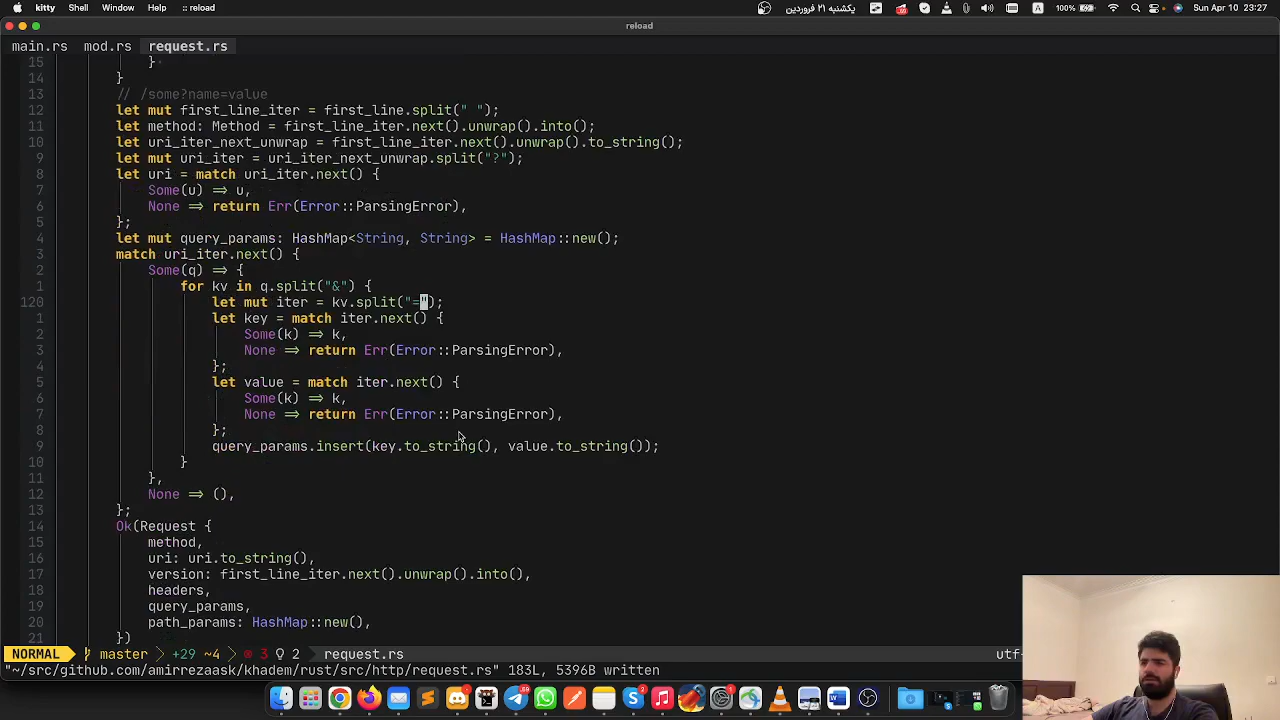 kitty Shell Window Help :: reload یکشنبه ۲۱ فروردین 100% Sun Apr 10 23:27
reload
main.rs mod.rs request.rs
15 }
14 }
13 // /some?name=value
12 let mut first_line_iter = first_line.split(" ");
11 let method: Method = first_line_iter.next().unwrap().into();
10 let uri_iter_next_unwrap = first_line_iter.next().unwrap().to_string();
9 let mut uri_iter = uri_iter_next_unwrap.split("?");
8 let uri = match uri_iter.next() {
7 Some(u) => u,
6 None => return Err(Error::ParsingError),
5 };
4 let mut query_params: HashMap<String, String> = HashMap::new();
3 match uri_iter.next() {
2 Some(q) => {
1 for kv in q.split("&") {
120 let mut iter = kv.split("=");
1 let key = match iter.next() {
2 Some(k) => k,
3 None => return Err(Error::ParsingError),
4 };
5 let value = match iter.next() {
6 Some(k) => k,
7 None => return Err(Error::ParsingError),
8 };
9 query_params.insert(key.to_string(), value.to_string());
10 }
11 },
12 None => (),
13 };
14 Ok(Request {
15 method,
16 uri: uri.to_string(),
17 version: first_line_iter.next().unwrap().into(),
18 headers,
19 query_params,
20 path_params: HashMap::new(),
21 })
NORMAL master +29 ~4 3 2 request.rs utf-
"~/src/github.com/amirrezaask/khadem/rust/src/http/request.rs" 183L, 5396B written